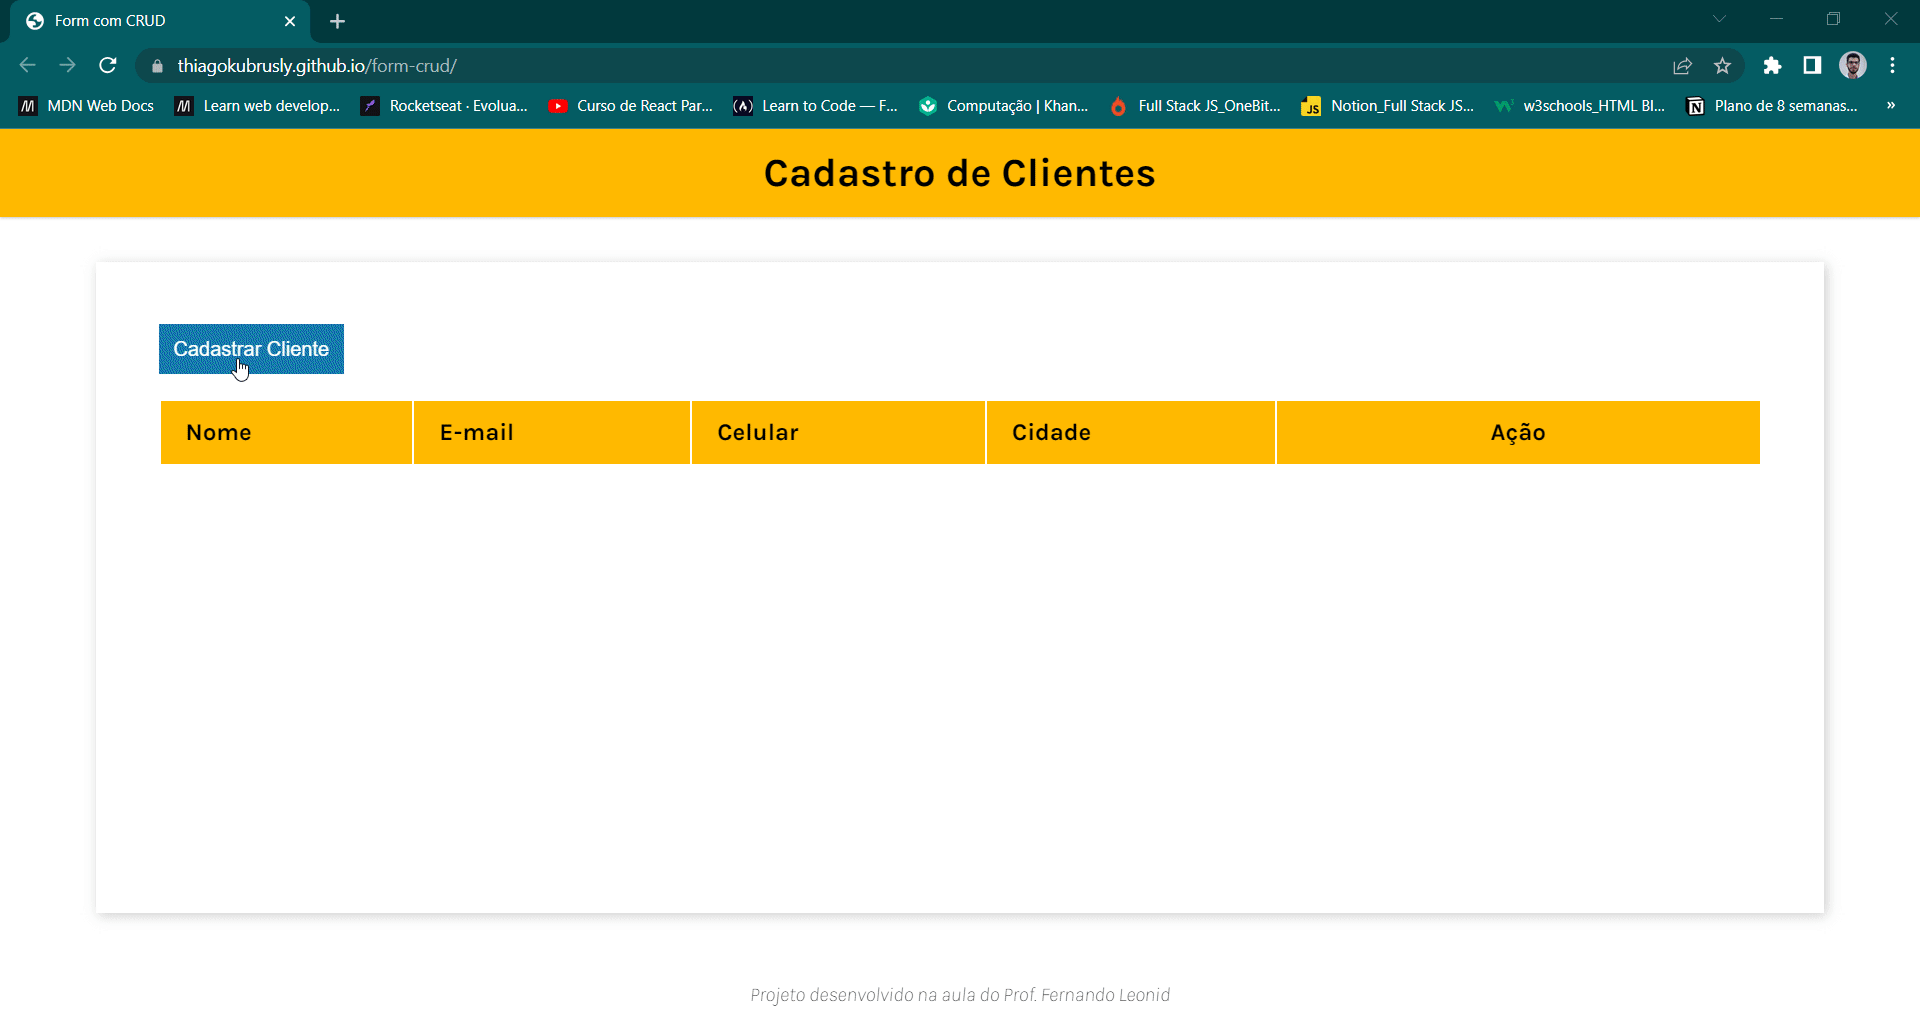 Form com CRUD
thiagokubrusly.github.io/form-crud/
MDN Web Docs Learn web develop... Rocketseat · Evolua... Curso de React Par... Learn to Code — F... Computação | Khan... Full Stack JS_OneBit... Notion_Full Stack JS... w3schools_HTML Bl... Plano de 8 semanas... »
Cadastro de Clientes
Cadastrar Cliente
Nome E-mail Celular Cidade Ação
Projeto desenvolvido na aula do Prof. Fernando Leonid